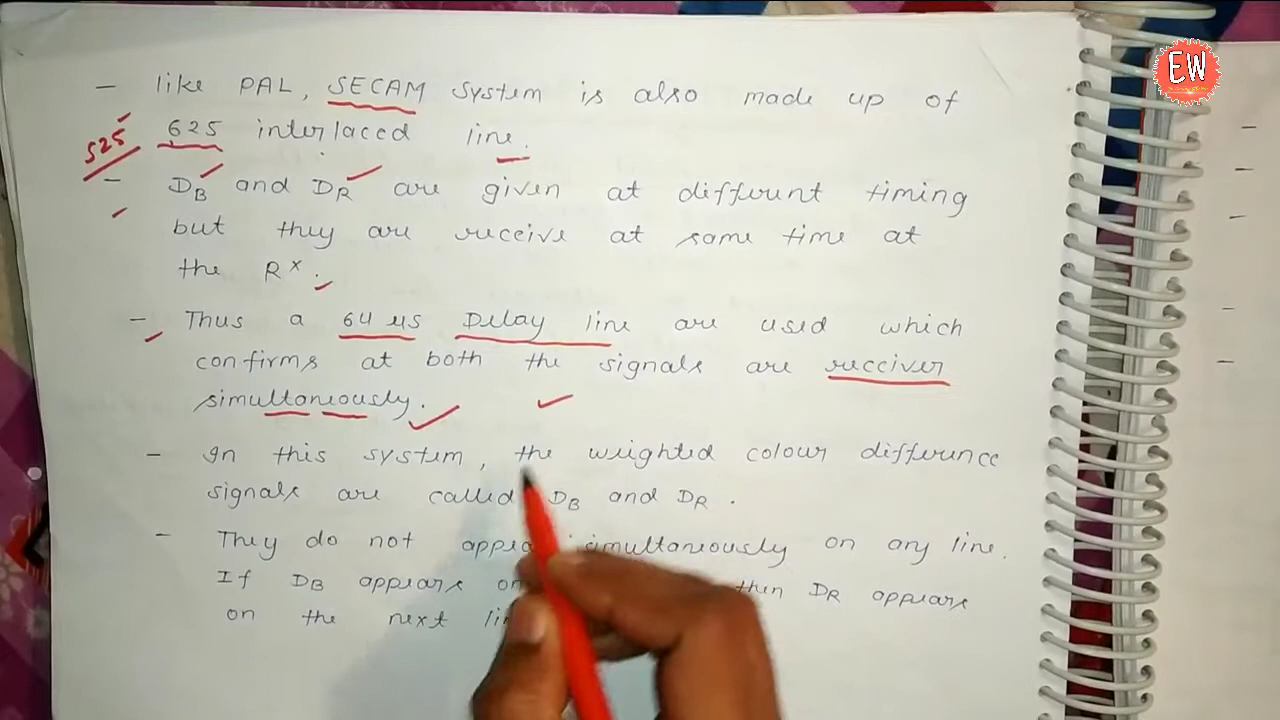 EW
- like PAL, SECAM system is also made up of
525 625 interlaced line.
- DB and DR are given at different timing
but they are receive at same time at
the Rx.
- Thus a 64 us Delay line are used which
confirms at both the signals are receiver
simultaneously.
- In this system, the weighted colour difference
signals are called DB and DR.
- They do not simultaneously on any line.
If DB appears on then DR appears
on the next